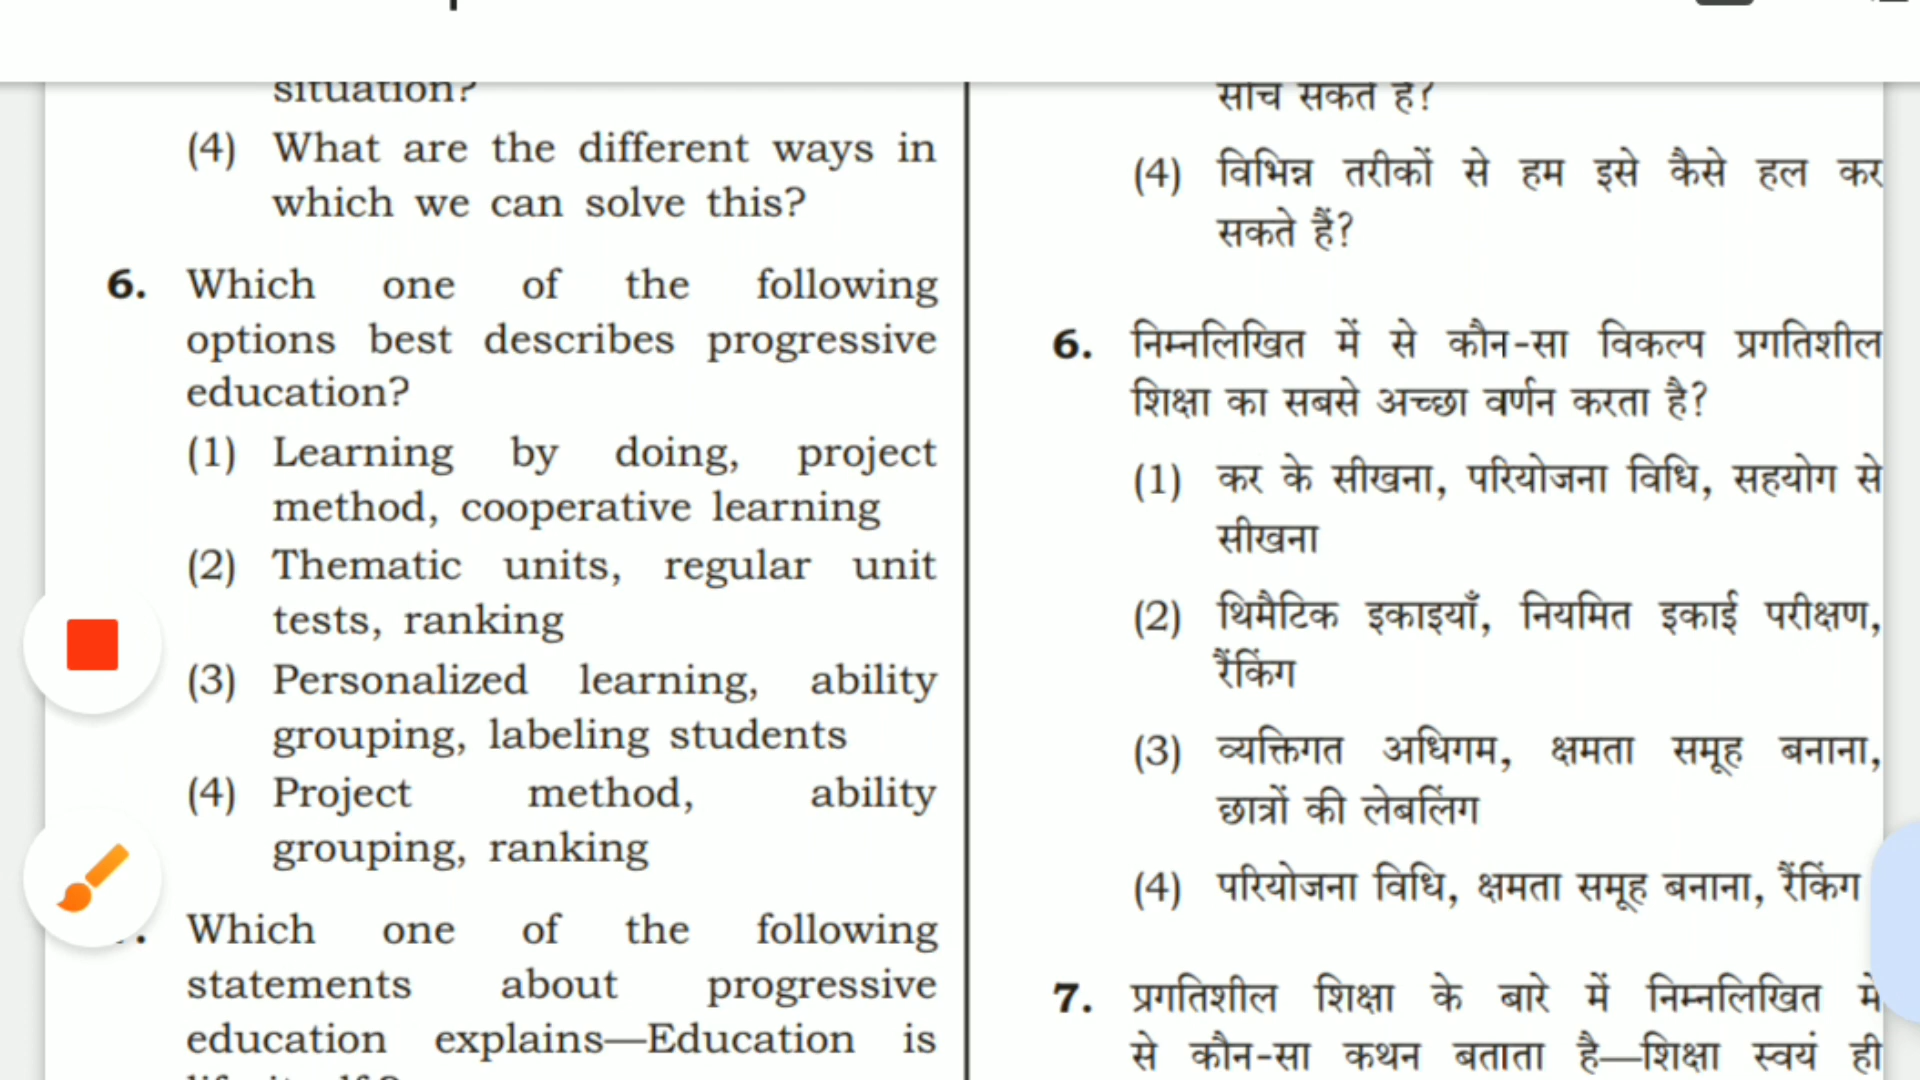 situation?
(4) What are the different ways in
which we can solve this?
6. Which one of the following
options best describes progressive
education?
(1) Learning by doing, project
method, cooperative learning
(2) Thematic units, regular unit
tests, ranking
(3) Personalized learning, ability
grouping, labeling students
(4) Project method, ability
grouping, ranking
Which one of the following
statements about progressive
education explains—Education is
सोच सकते हैं?
(4) विभिन्न तरीकों से हम इसे कैसे हल कर
सकते हैं?
6. निम्नलिखित में से कौन-सा विकल्प प्रगतिशील
शिक्षा का सबसे अच्छा वर्णन करता है?
(1) कर के सीखना, परियोजना विधि, सहयोग से
सीखना
(2) थिमैटिक इकाइयाँ, नियमित इकाई परीक्षण,
रैंकिंग
(3) व्यक्तिगत अधिगम, क्षमता समूह बनाना,
छात्रों की लेबलिंग
(4) परियोजना विधि, क्षमता समूह बनाना, रैंकिंग
7. प्रगतिशील शिक्षा के बारे में निम्नलिखित में
से कौन-सा कथन बताता है—शिक्षा स्वयं ही